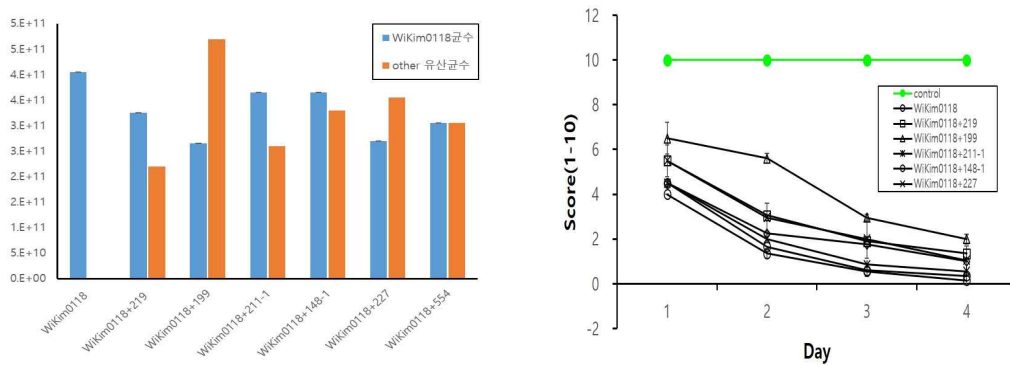 5.E+11
5.E+11
4.E+11
4.E+11
3.E+11
3.E+11
2.E+11
2.E+11
1.E+11
5.E+10
0.E+00
WiKim0118균수
other 유산균수
WiKim0118
WiKim0118+219
WiKim0118+199
WiKim0118+211-1
WiKim0118+148-1
WiKim0118+227
WiKim0118+554
Score(1-10)
12
10
8
6
4
2
0
-2
control
WiKim0118
WiKim0118+219
WiKim0118+199
WiKim0118+211-1
WiKim0118+148-1
WiKim0118+227
1
2
3
4
Day